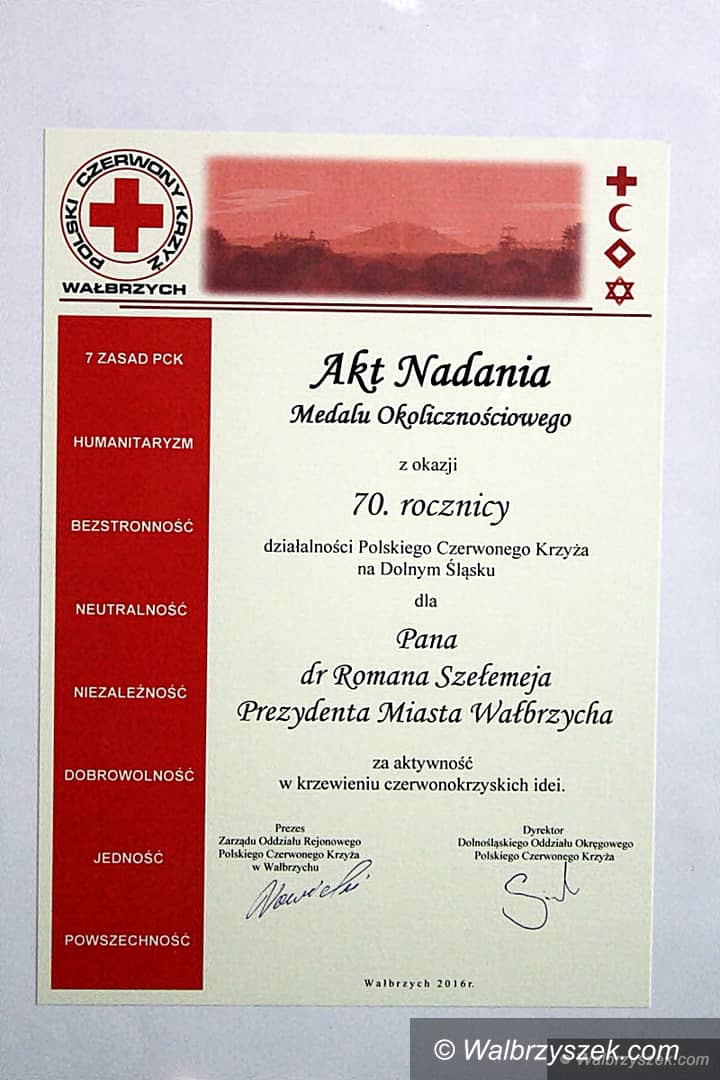 POLSKI CZERWONY KRZYŻ
WAŁBRZYCH
7 ZASAD PCK
HUMANITARYZM
BEZSTRONNOŚĆ
NEUTRALNOŚĆ
NIEZALEŹNOŚĆ
DOBROWOLNOŚĆ
JEDNOŚĆ
POWSZECHNOŚĆ
Akt Nadania
Medalu Okolicznościowego
z okazji
70. rocznicy
działalności Polskiego Czerwonego Krzyża
na Dolnym Śląsku
dla
Pana
dr Romana Szełemeja
Prezydenta Miasta Wałbrzycha
za aktywność
w krzewieniu czerwonokrzyskich idei.
Prezes
Zarządu Oddziału Rejonowego
Polskiego Czerwonego Krzyża
w Wałbrzychu
Dyrektor
Dolnośląskiego Oddziału Okręgowego
Polskiego Czerwonego Krzyża
Wałbrzych 2016r.
© Walbrzyszek.com
© Walbrzyszek.com